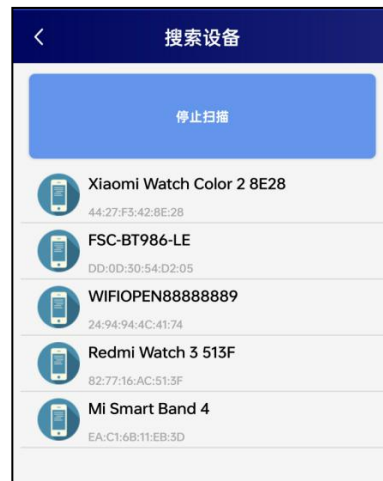 搜索设备
停止扫描
Xiaomi Watch Color 2 8E28
44:27:F3:42:8E:28
FSC-BT986-LE
DD:0D:30:54:D2:05
WIFIOPEN88888889
24:94:94:4C:41:74
Redmi Watch 3 513F
82:77:16:AC:51:3F
Mi Smart Band 4
EA:C1:6B:11:EB:3D